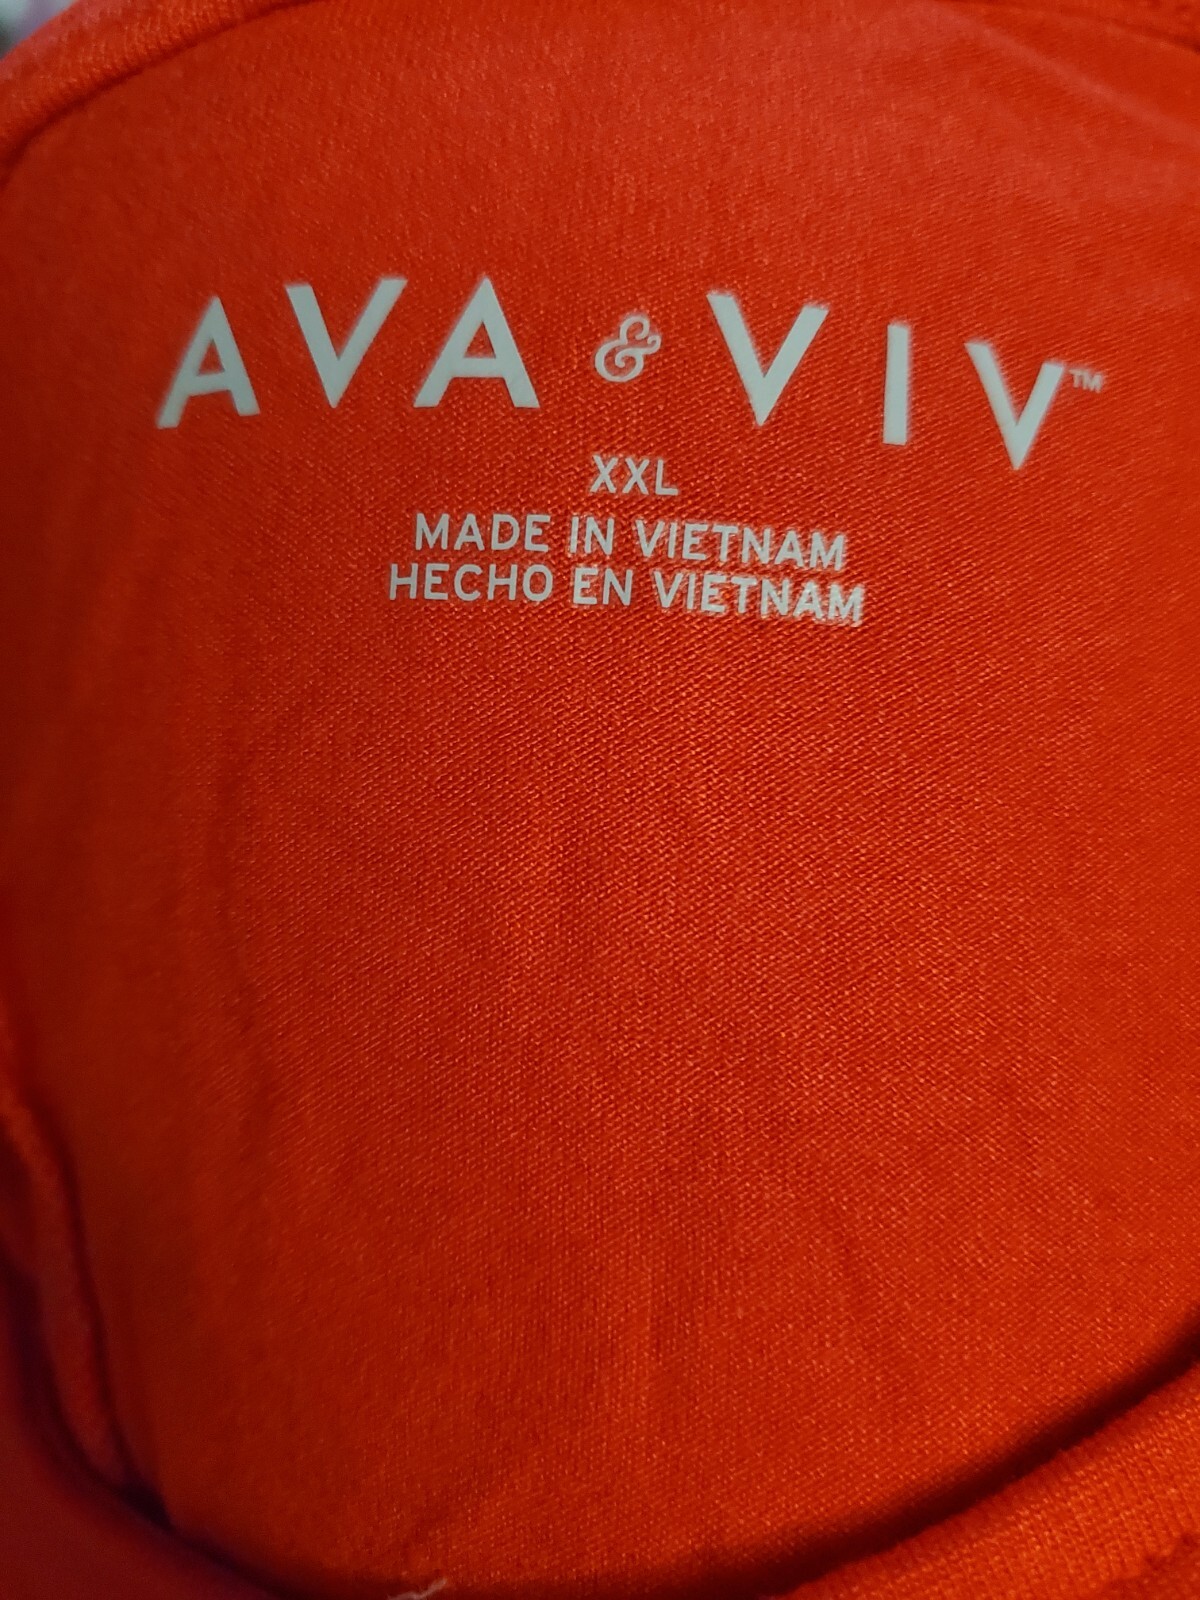 AVA & VIV™
XXL
MADE IN VIETNAM
HECHO EN VIETNAM